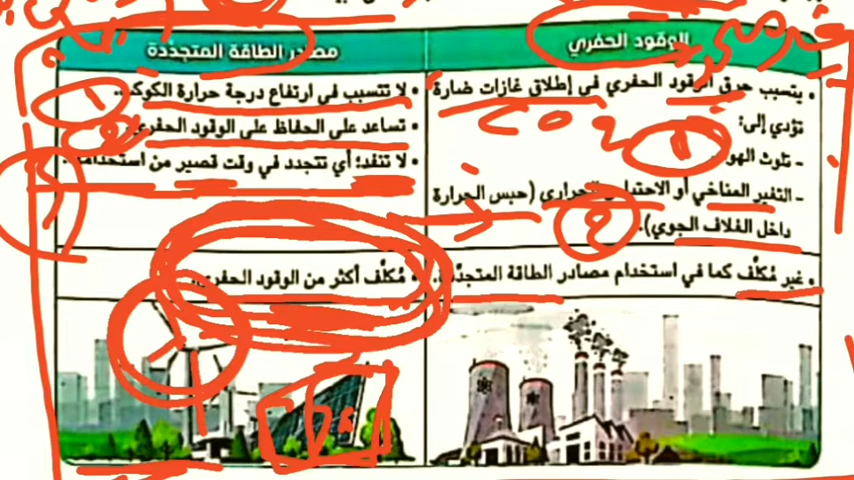 الوقود الحفري
مصادر الطاقة المتجددة
• يتسبب حرق الوقود الحفري في إطلاق غازات ضارة
تؤدي إلى:
- تلوث
- التغير المناخي أو الاحتباس الحراري (حبس الحرارة
داخل الغلاف الجوي).
• لا تتسبب في ارتفاع درجة حرارة الكوكب.
• تساعد على الحفاظ على الوقود الحفري
• لا تنفد؛ أي تتجدد في وقت قصير من استخدامها
• غير مُكلِّف كما في استخدام مصادر الطاقة المتجددة.
• مُكلِّف أكثر من الوقود الحفري.
CO2